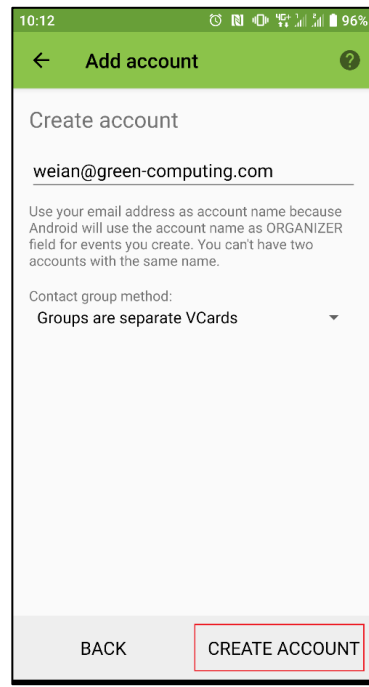 10:12 96%
Add account
Create account
weian@green-computing.com
Use your email address as account name because
Android will use the account name as ORGANIZER
field for events you create. You can't have two
accounts with the same name.
Contact group method:
Groups are separate VCards
BACK CREATE ACCOUNT